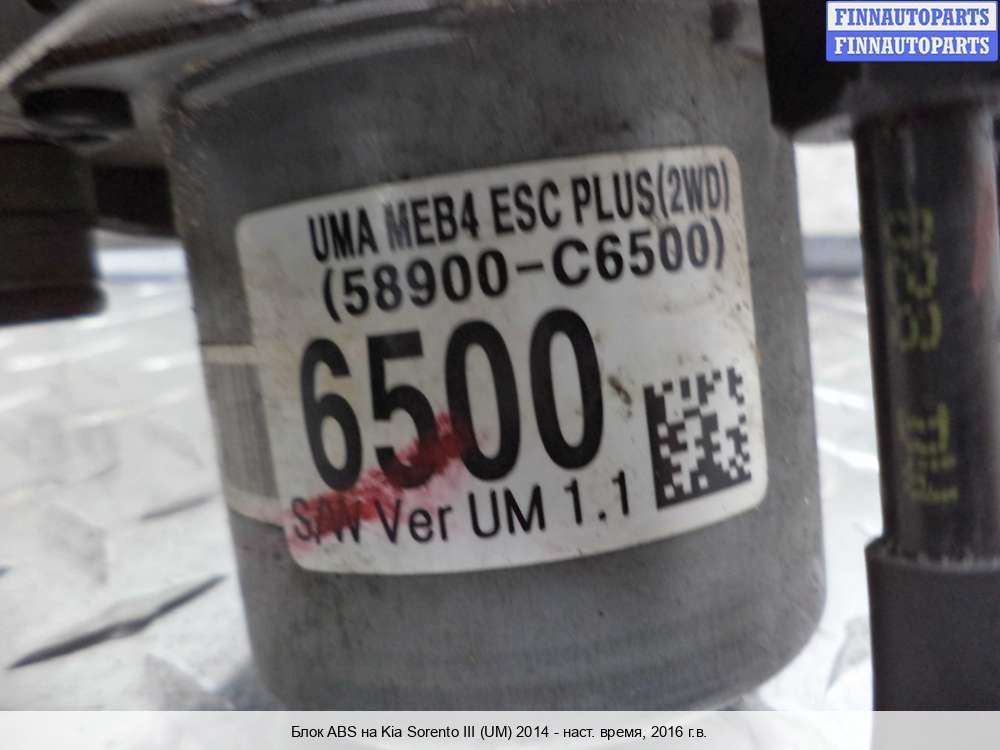 FINNAUTOPARTS
FINNAUTOPARTS
UMA MEB4 ESC PLUS(2WD)
(58900-C6500)
6500
S/W Ver UM 1.1
Блок ABS на Kia Sorento III (UM) 2014 - наст. время, 2016 г.в.